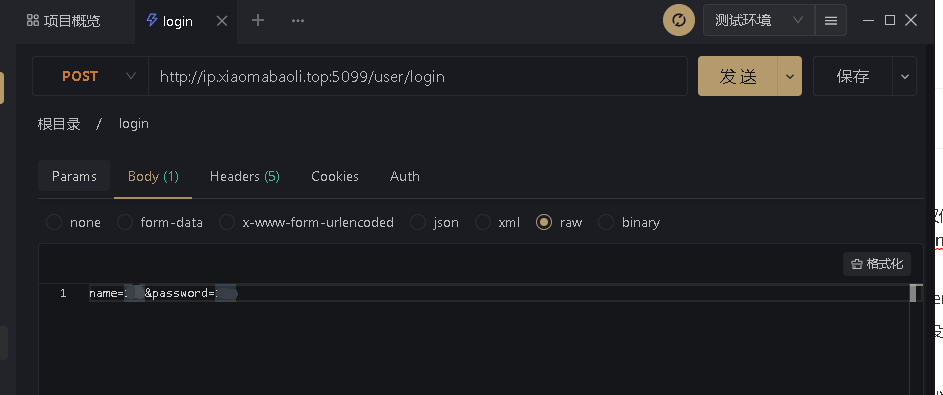 项目概览 login 测试环境
POST http://ip.xiaomabaoli.top:5099/user/login 发送 保存
根目录 / login
Params Body (1) Headers (5) Cookies Auth
none form-data x-www-form-urlencoded json xml raw binary
格式化
1 name= &password=